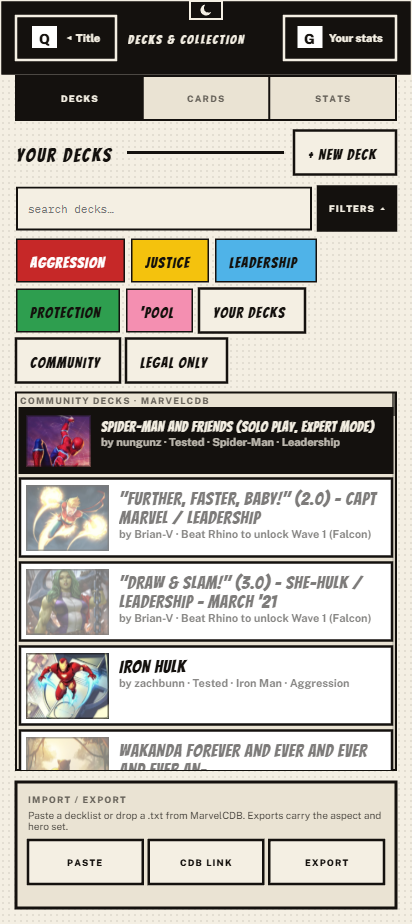 Q ◂ Title
DECKS & COLLECTION
G Your stats
DECKS
CARDS
STATS
YOUR DECKS
+ NEW DECK
search decks…
FILTERS ▴
AGGRESSION
JUSTICE
LEADERSHIP
PROTECTION
'POOL
YOUR DECKS
COMMUNITY
LEGAL ONLY
COMMUNITY DECKS · MARVELCDB
SPIDER-MAN AND FRIENDS (SOLO PLAY, EXPERT MODE)
by nungunz · Tested · Spider-Man · Leadership
"FURTHER, FASTER, BABY!" (2.0) - CAPT
MARVEL / LEADERSHIP
by Brian-V · Beat Rhino to unlock Wave 1 (Falcon)
"DRAW & SLAM!" (3.0) - SHE-HULK /
LEADERSHIP - MARCH '21
by Brian-V · Beat Rhino to unlock Wave 1 (Falcon)
IRON HULK
by zachbunn · Tested · Iron Man · Aggression
WAKANDA FOREVER AND EVER AND EVER
AND EVER AN-
IMPORT / EXPORT
Paste a decklist or drop a .txt from MarvelCDB. Exports carry the aspect and
hero set.
PASTE
CDB LINK
EXPORT